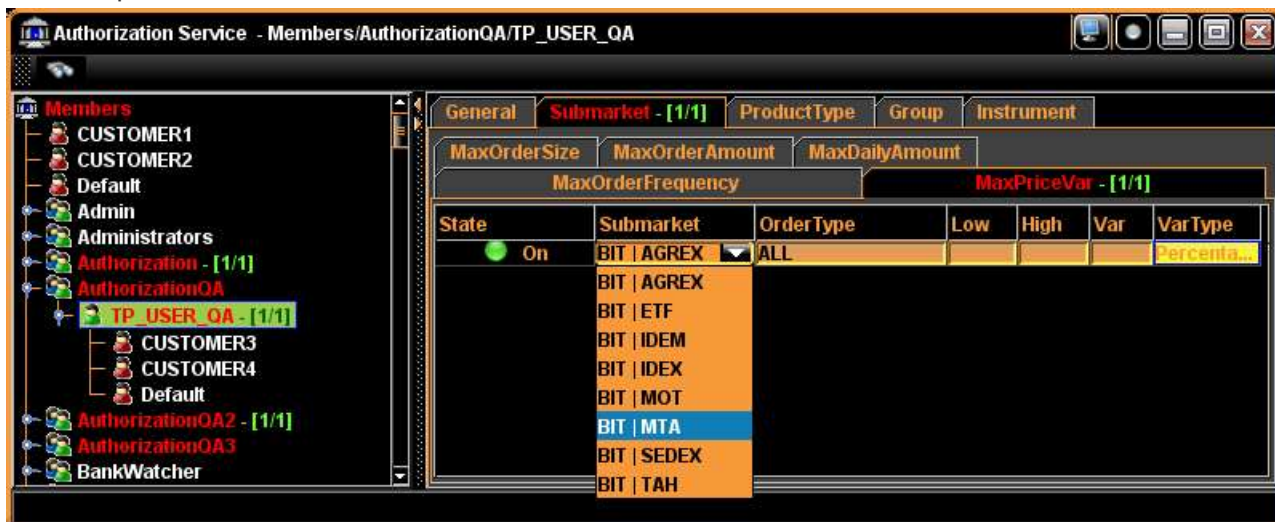 Authorization Service - Members/AuthorizationQA/TP_USER_QA
Members
CUSTOMER1
CUSTOMER2
Default
Admin
Administrators
Authorization - [1/1]
AuthorizationQA
TP_USER_QA - [1/1]
CUSTOMER3
CUSTOMER4
Default
AuthorizationQA2 - [1/1]
AuthorizationQA3
BankWatcher
General Submarket - [1/1] ProductType Group Instrument
MaxOrderSize MaxOrderAmount MaxDailyAmount
MaxOrderFrequency MaxPriceVar - [1/1]
State Submarket OrderType Low High Var VarType
On BIT | AGREX ALL Percenta...
BIT | AGREX
BIT | ETF
BIT | IDEM
BIT | IDEX
BIT | MOT
BIT | MTA
BIT | SEDEX
BIT | TAH